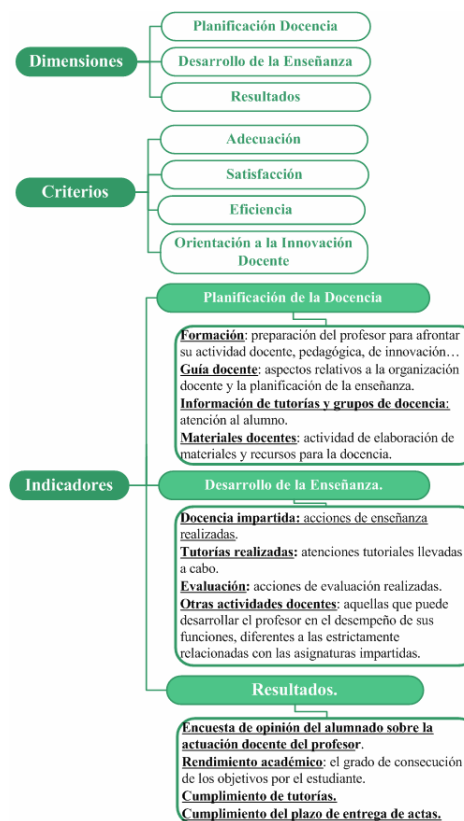 Dimensiones
Planificación Docencia
Desarrollo de la Enseñanza
Resultados
Criterios
Adecuación
Satisfacción
Eficiencia
Orientación a la Innovación
Docente
Indicadores
Planificación de la Docencia
Formación: preparación del profesor para afrontar
su actividad docente, pedagógica, de innovación…
Guía docente: aspectos relativos a la organización
docente y la planificación de la enseñanza.
Información de tutorías y grupos de docencia:
atención al alumno.
Materiales docentes: actividad de elaboración de
materiales y recursos para la docencia.
Desarrollo de la Enseñanza.
Docencia impartida: acciones de enseñanza
realizadas.
Tutorías realizadas: atenciones tutoriales llevadas
a cabo.
Evaluación: acciones de evaluación realizadas.
Otras actividades docentes: aquellas que puede
desarrollar el profesor en el desempeño de sus
funciones, diferentes a las estrictamente
relacionadas con las asignaturas impartidas.
Resultados.
Encuesta de opinión del alumnado sobre la
actuación docente del profesor.
Rendimiento académico: el grado de consecución
de los objetivos por el estudiante.
Cumplimiento de tutorías.
Cumplimiento del plazo de entrega de actas.